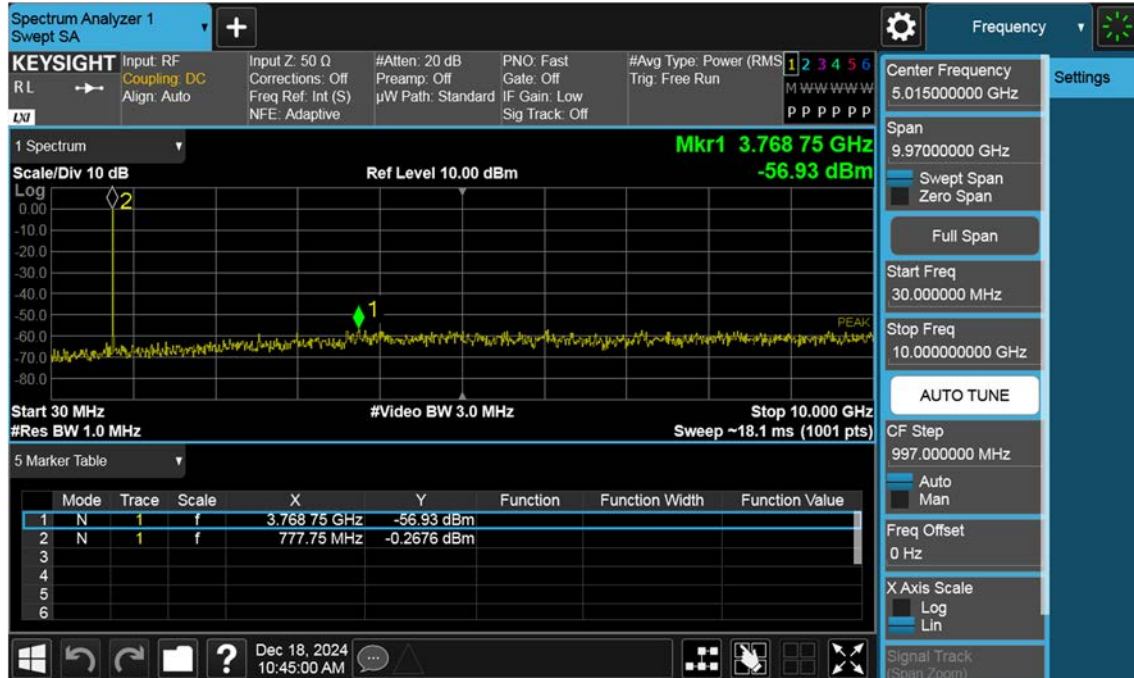 Spectrum Analyzer 1
Swept SA
+
Frequency
KEYSIGHT
RL
LXI
Input: RF
Coupling: DC
Align: Auto
Input Z: 50 Ω
Corrections: Off
Freq Ref: Int (S)
NFE: Adaptive
#Atten: 20 dB
Preamp: Off
µW Path: Standard
PNO: Fast
Gate: Off
IF Gain: Low
Sig Track: Off
#Avg Type: Power (RMS
Trig: Free Run
1 2 3 4 5 6
M W W W W W
P P P P P P
Center Frequency
5.015000000 GHz
Settings
1 Spectrum
Mkr1 3.768 75 GHz
Scale/Div 10 dB
Ref Level 10.00 dBm
-56.93 dBm
Log
0.00
-10.0
-20.0
-30.0
-40.0
-50.0
-60.0
-70.0
-80.0
2
1
PEAK
Start 30 MHz
#Video BW 3.0 MHz
Stop 10.000 GHz
#Res BW 1.0 MHz
Sweep ~18.1 ms (1001 pts)
Span
9.97000000 GHz
Swept Span
Zero Span
Full Span
Start Freq
30.000000 MHz
Stop Freq
10.000000000 GHz
AUTO TUNE
CF Step
997.000000 MHz
Auto
Man
Freq Offset
0 Hz
X Axis Scale
Log
Lin
Signal Track
(Span Zoom)
5 Marker Table
Mode Trace Scale X Y Function Function Width Function Value
1 N 1 f 3.768 75 GHz -56.93 dBm
2 N 1 f 777.75 MHz -0.2676 dBm
3
4
5
6
?
Dec 18, 2024
10:45:00 AM